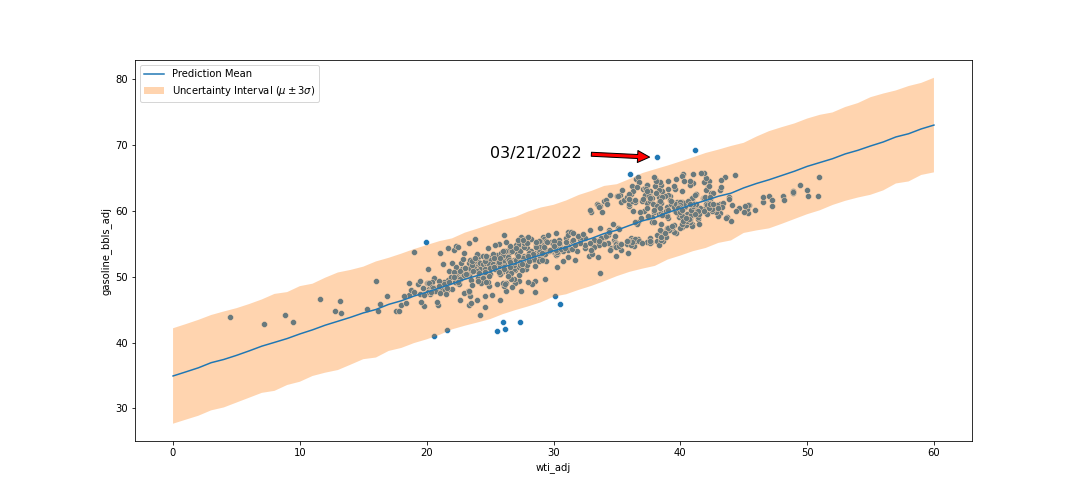 Prediction Mean
Uncertainty Interval (μ ± 3σ)
03/21/2022
80
70
60
50
40
30
gasoline_bbls_adj
0 10 20 30 40 50 60
wti_adj